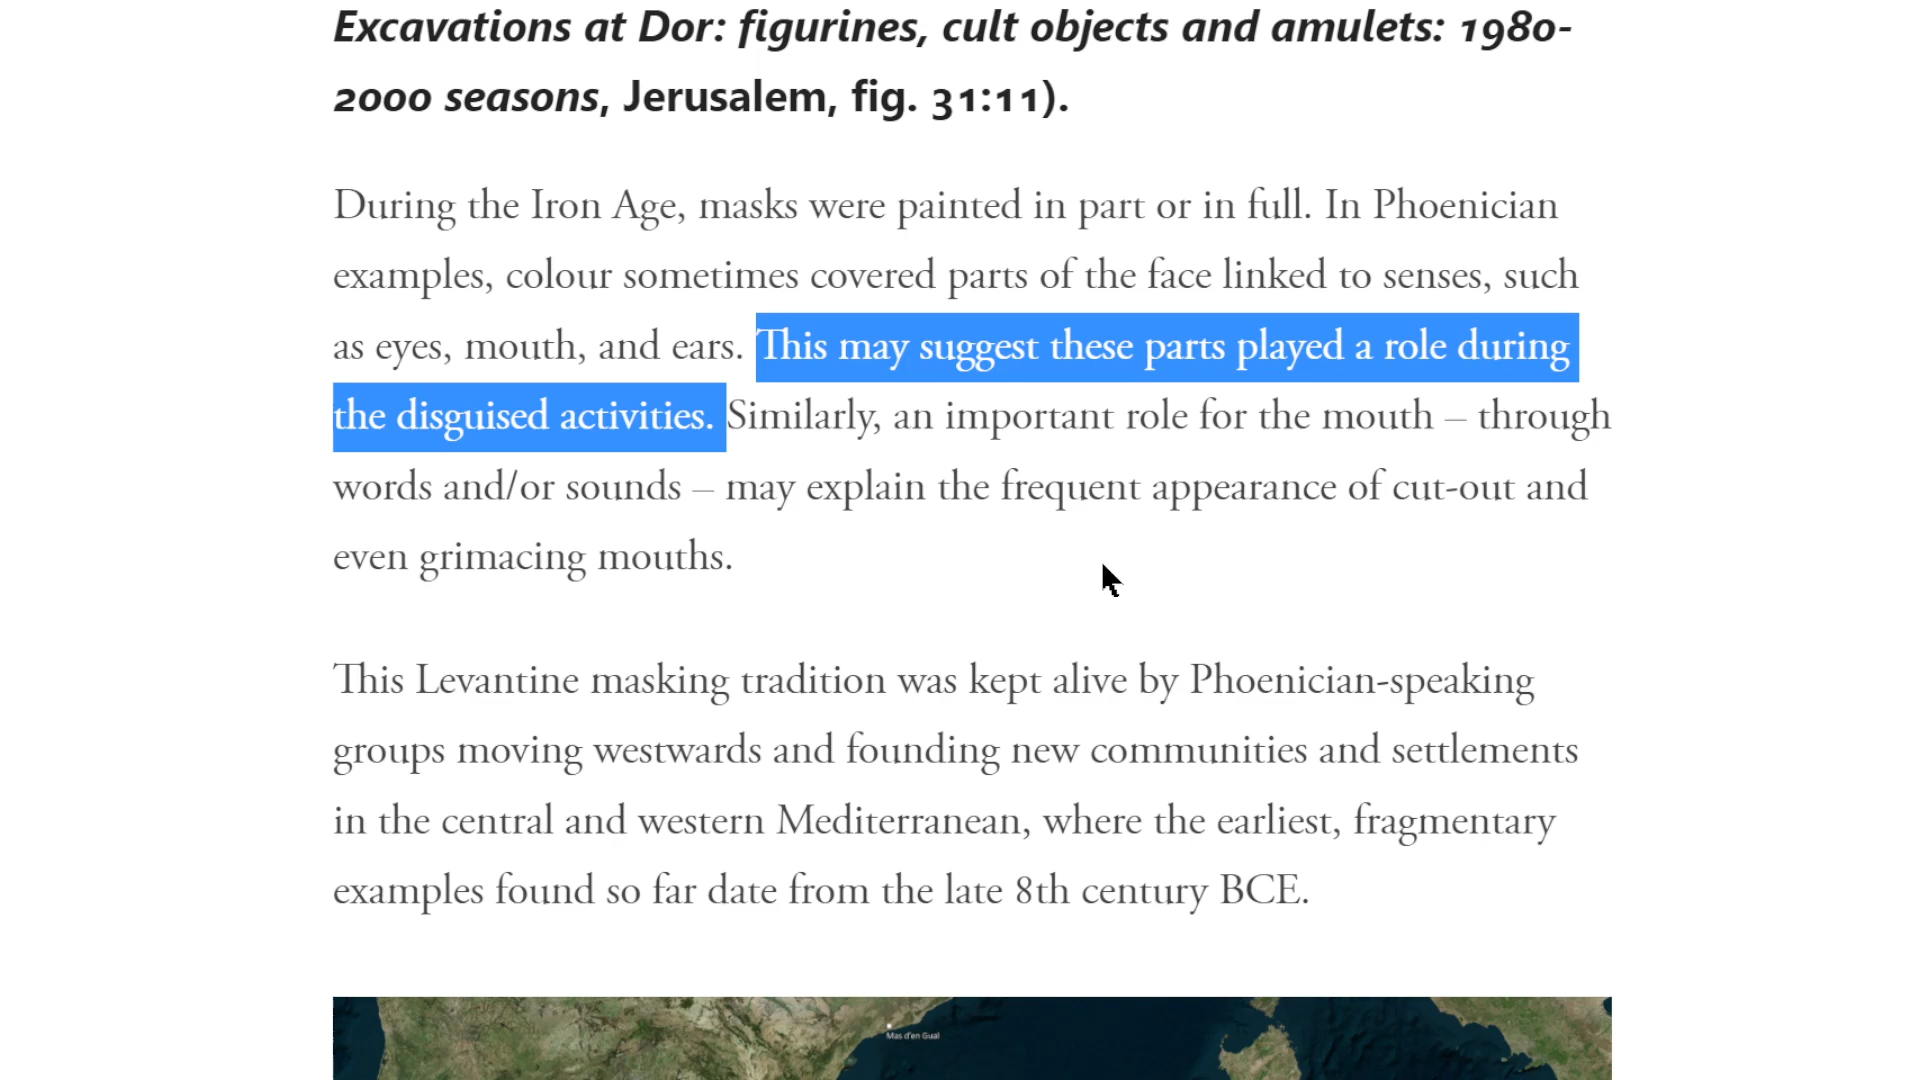 Excavations at Dor: figurines, cult objects and amulets: 1980-
2000 seasons, Jerusalem, fig. 31:11).
During the Iron Age, masks were painted in part or in full. In Phoenician
examples, colour sometimes covered parts of the face linked to senses, such
as eyes, mouth, and ears. This may suggest these parts played a role during
the disguised activities. Similarly, an important role for the mouth – through
words and/or sounds – may explain the frequent appearance of cut-out and
even grimacing mouths.
This Levantine masking tradition was kept alive by Phoenician-speaking
groups moving westwards and founding new communities and settlements
in the central and western Mediterranean, where the earliest, fragmentary
examples found so far date from the late 8th century BCE.
Mas d'en Gual